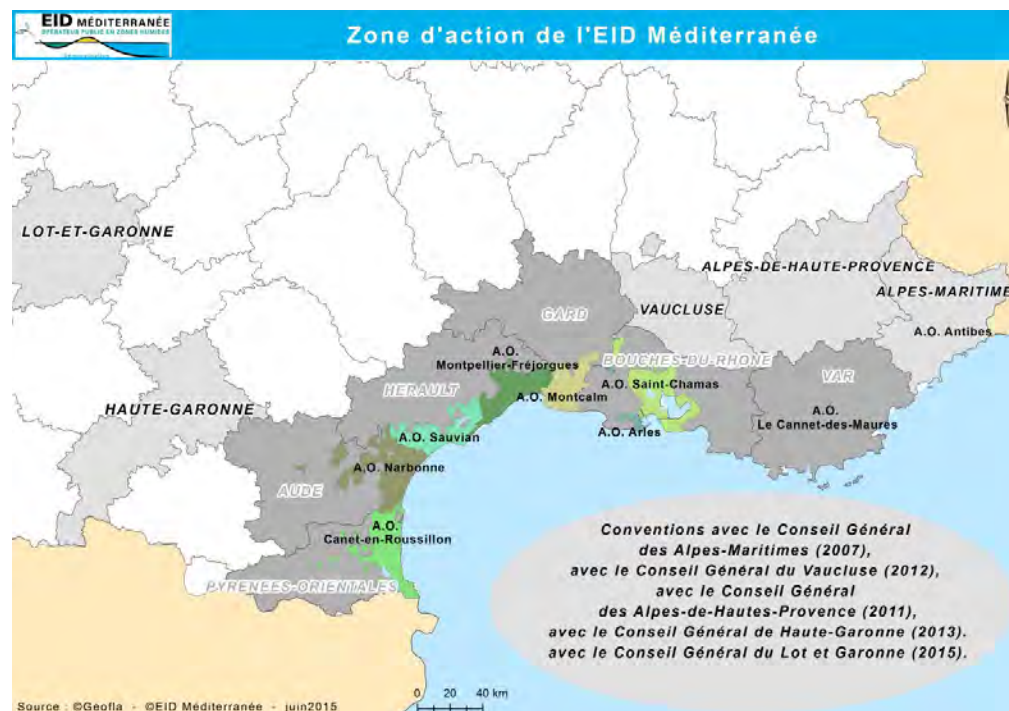 EID MÉDITERRANÉE
OPÉRATEUR PUBLIC EN ZONES HUMIDES
Zone d'action de l'EID Méditerranée
LOT-ET-GARONNE
ALPES-DE-HAUTE-PROVENCE
ALPES-MARITIME
VAUCLUSE
GARD
A.O. Antibes
A.O.
Montpellier-Fréjorgues
BOUCHES-DU-RHONE
VAR
HERAULT
A.O. Saint-Chamas
A.O. Montcalm
HAUTE-GARONNE
A.O.
Le Cannet-des-Maures
A.O. Arles
A.O. Sauvian
A.O. Narbonne
AUDE
A.O.
Canet-en-Roussillon
PYRENEES-ORIENTALES
Conventions avec le Conseil Général
des Alpes-Maritimes (2007),
avec le Conseil Général du Vaucluse (2012),
avec le Conseil Général
des Alpes-de-Hautes-Provence (2011),
avec le Conseil Général de Haute-Garonne (2013).
avec le Conseil Général du Lot et Garonne (2015).
0 20 40 km
Source : ©Geofla - ©EID Méditerranée - juin2015